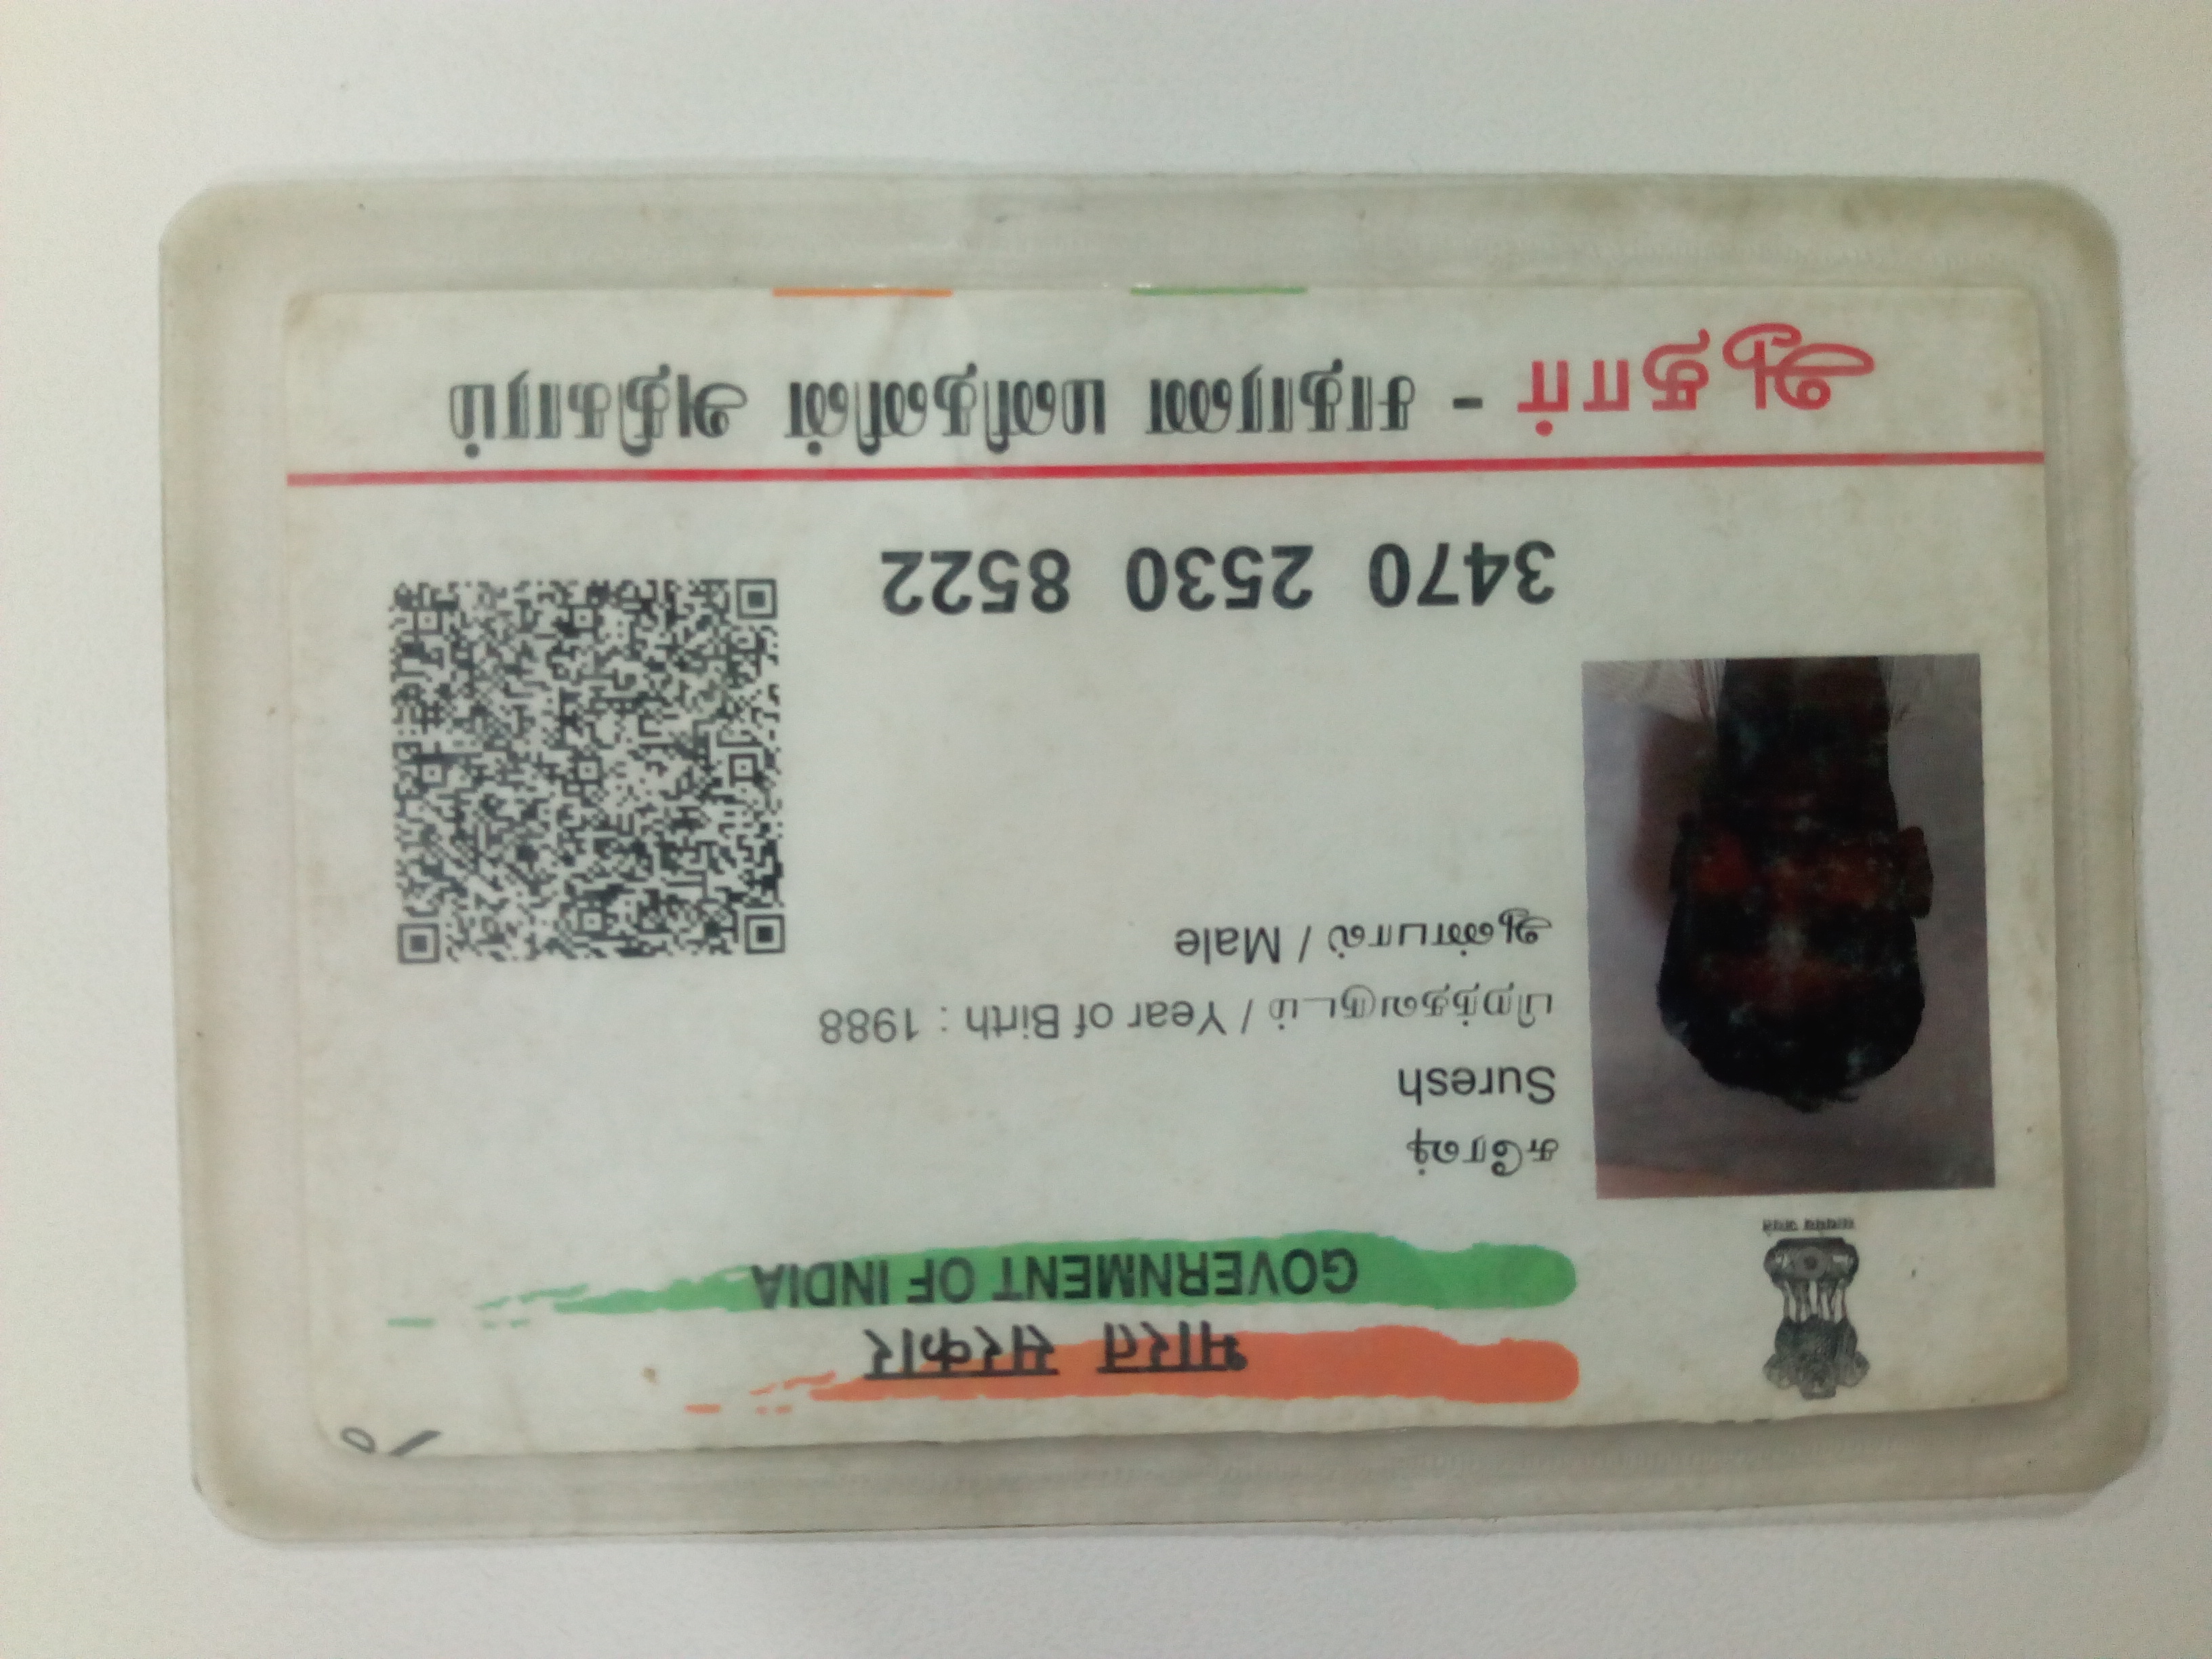 भारत सरकार
GOVERNMENT OF INDIA
சுரேஷ்
Suresh
பிறந்தவருடம் / Year of Birth : 1988
ஆண்பால் / Male
3470 2530 8522
ஆதார் - சாதாரண மனிதனின் அதிகாரம்